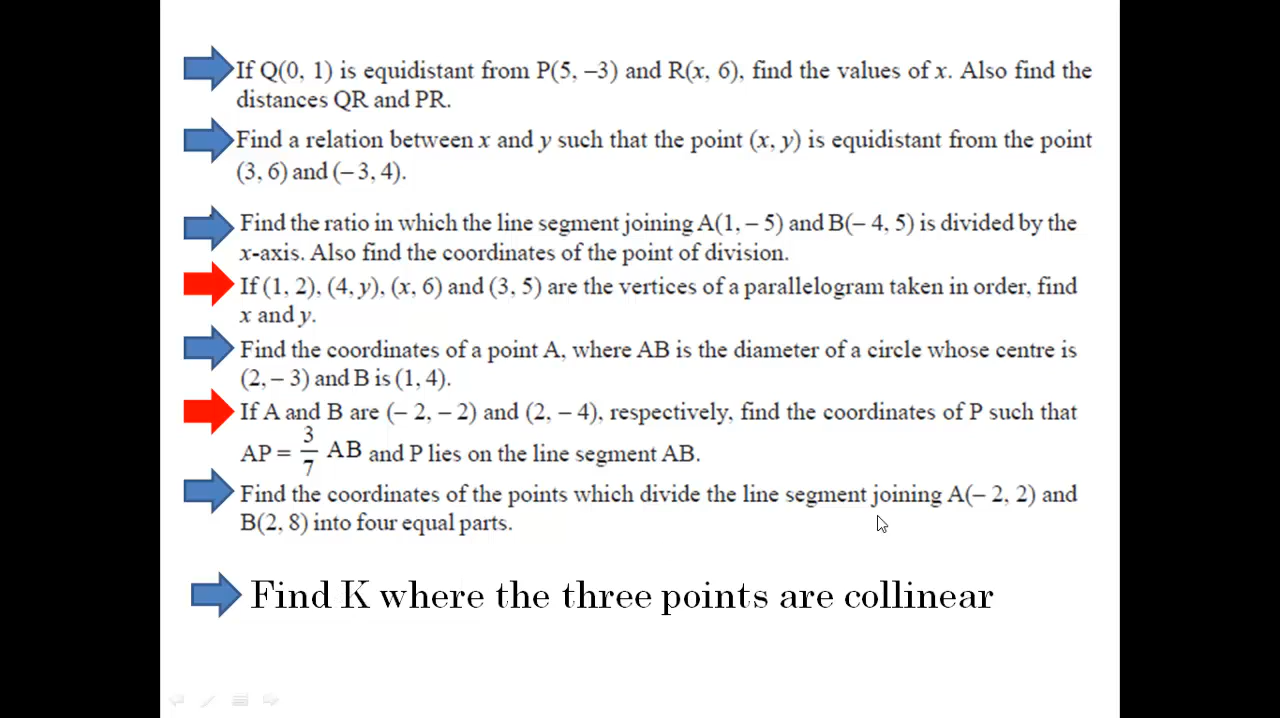 If Q(0, 1) is equidistant from P(5, –3) and R(x, 6), find the values of x. Also find the
distances QR and PR.
Find a relation between x and y such that the point (x, y) is equidistant from the point
(3, 6) and (– 3, 4).
Find the ratio in which the line segment joining A(1, – 5) and B(– 4, 5) is divided by the
x-axis. Also find the coordinates of the point of division.
If (1, 2), (4, y), (x, 6) and (3, 5) are the vertices of a parallelogram taken in order, find
x and y.
Find the coordinates of a point A, where AB is the diameter of a circle whose centre is
(2, – 3) and B is (1, 4).
If A and B are (– 2, – 2) and (2, – 4), respectively, find the coordinates of P such that
AP = 3/7 AB and P lies on the line segment AB.
Find the coordinates of the points which divide the line segment joining A(– 2, 2) and
B(2, 8) into four equal parts.
Find K where the three points are collinear